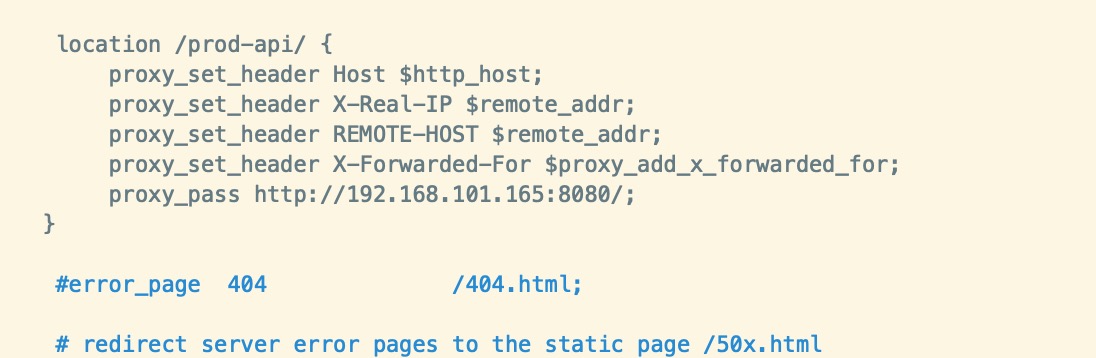 location /prod-api/ {
proxy_set_header Host $http_host;
proxy_set_header X-Real-IP $remote_addr;
proxy_set_header REMOTE-HOST $remote_addr;
proxy_set_header X-Forwarded-For $proxy_add_x_forwarded_for;
proxy_pass http://192.168.101.165:8080/;
}
#error_page 404 /404.html;
# redirect server error pages to the static page /50x.html